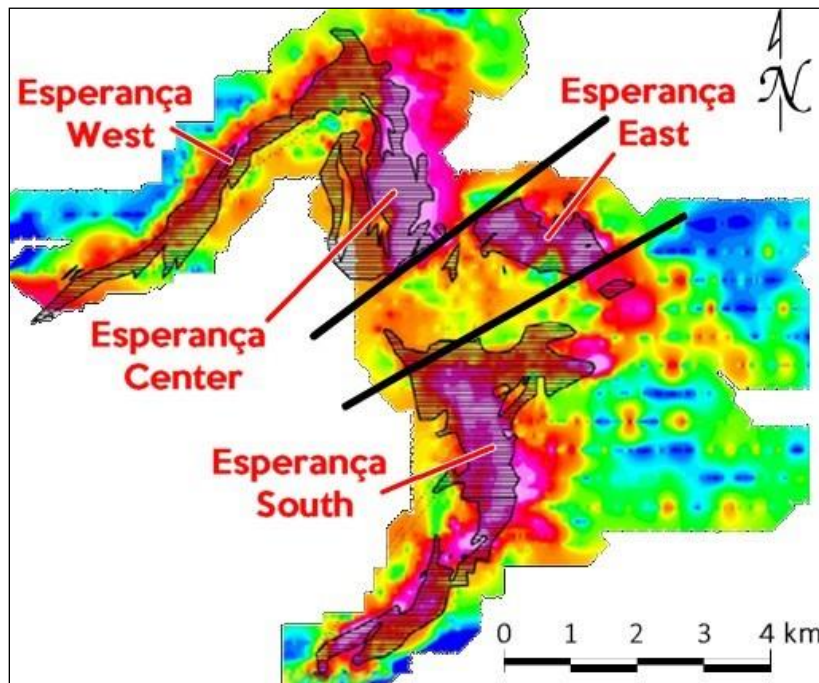 Esperança
West
Esperança
East
N
Esperança
Center
Esperança
South
0 1 2 3 4 km